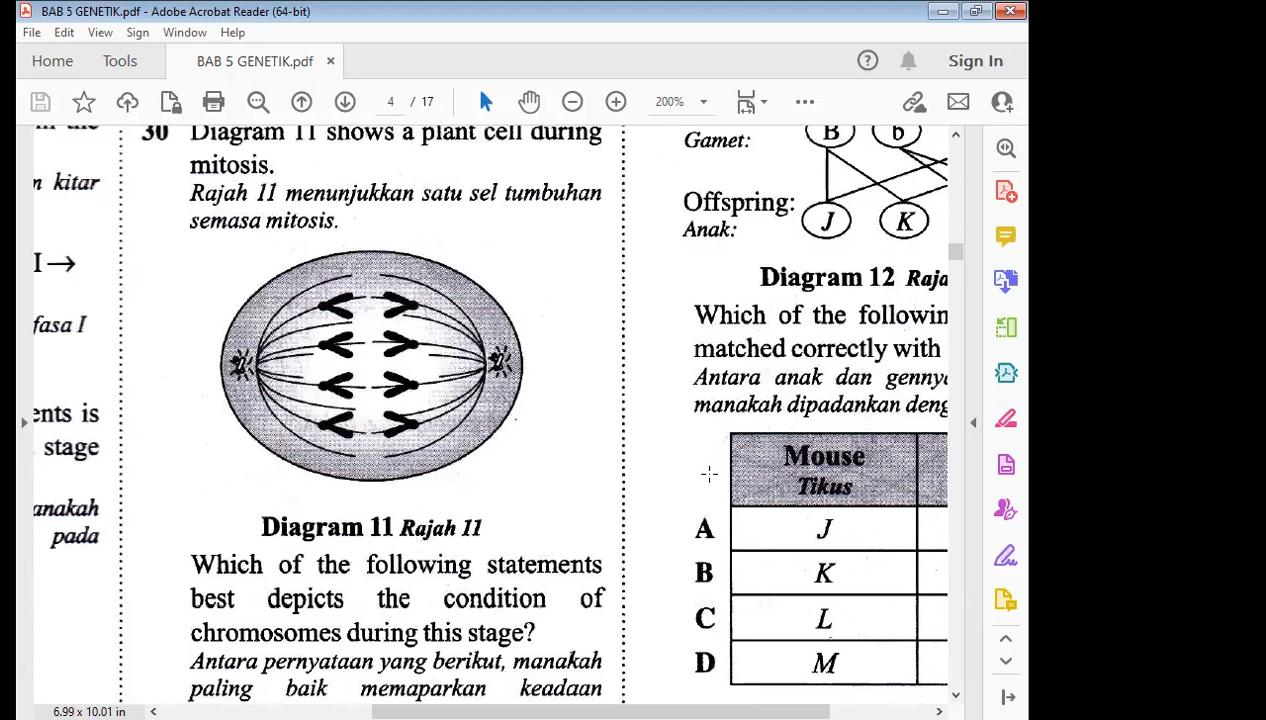 BAB 5 GENETIK.pdf - Adobe Acrobat Reader (64-bit)
File Edit View Sign Window Help
Home Tools BAB 5 GENETIK.pdf × Sign In
4 / 17 200%
kitar
I→
fasa I
ents is
stage
anakah
pada
30 Diagram 11 shows a plant cell during
mitosis.
Rajah 11 menunjukkan satu sel tumbuhan
semasa mitosis.
Diagram 11 Rajah 11
Which of the following statements
best depicts the condition of
chromosomes during this stage?
Antara pernyataan yang berikut, manakah
paling baik memaparkan keadaan
B b
Gamet:
Offspring:
Anak:
J K
Diagram 12 Raja
Which of the followin
matched correctly with
Antara anak dan genny
manakah dipadankan deng
Mouse
Tikus
A J
B K
C L
D M
6.99 x 10.01 in